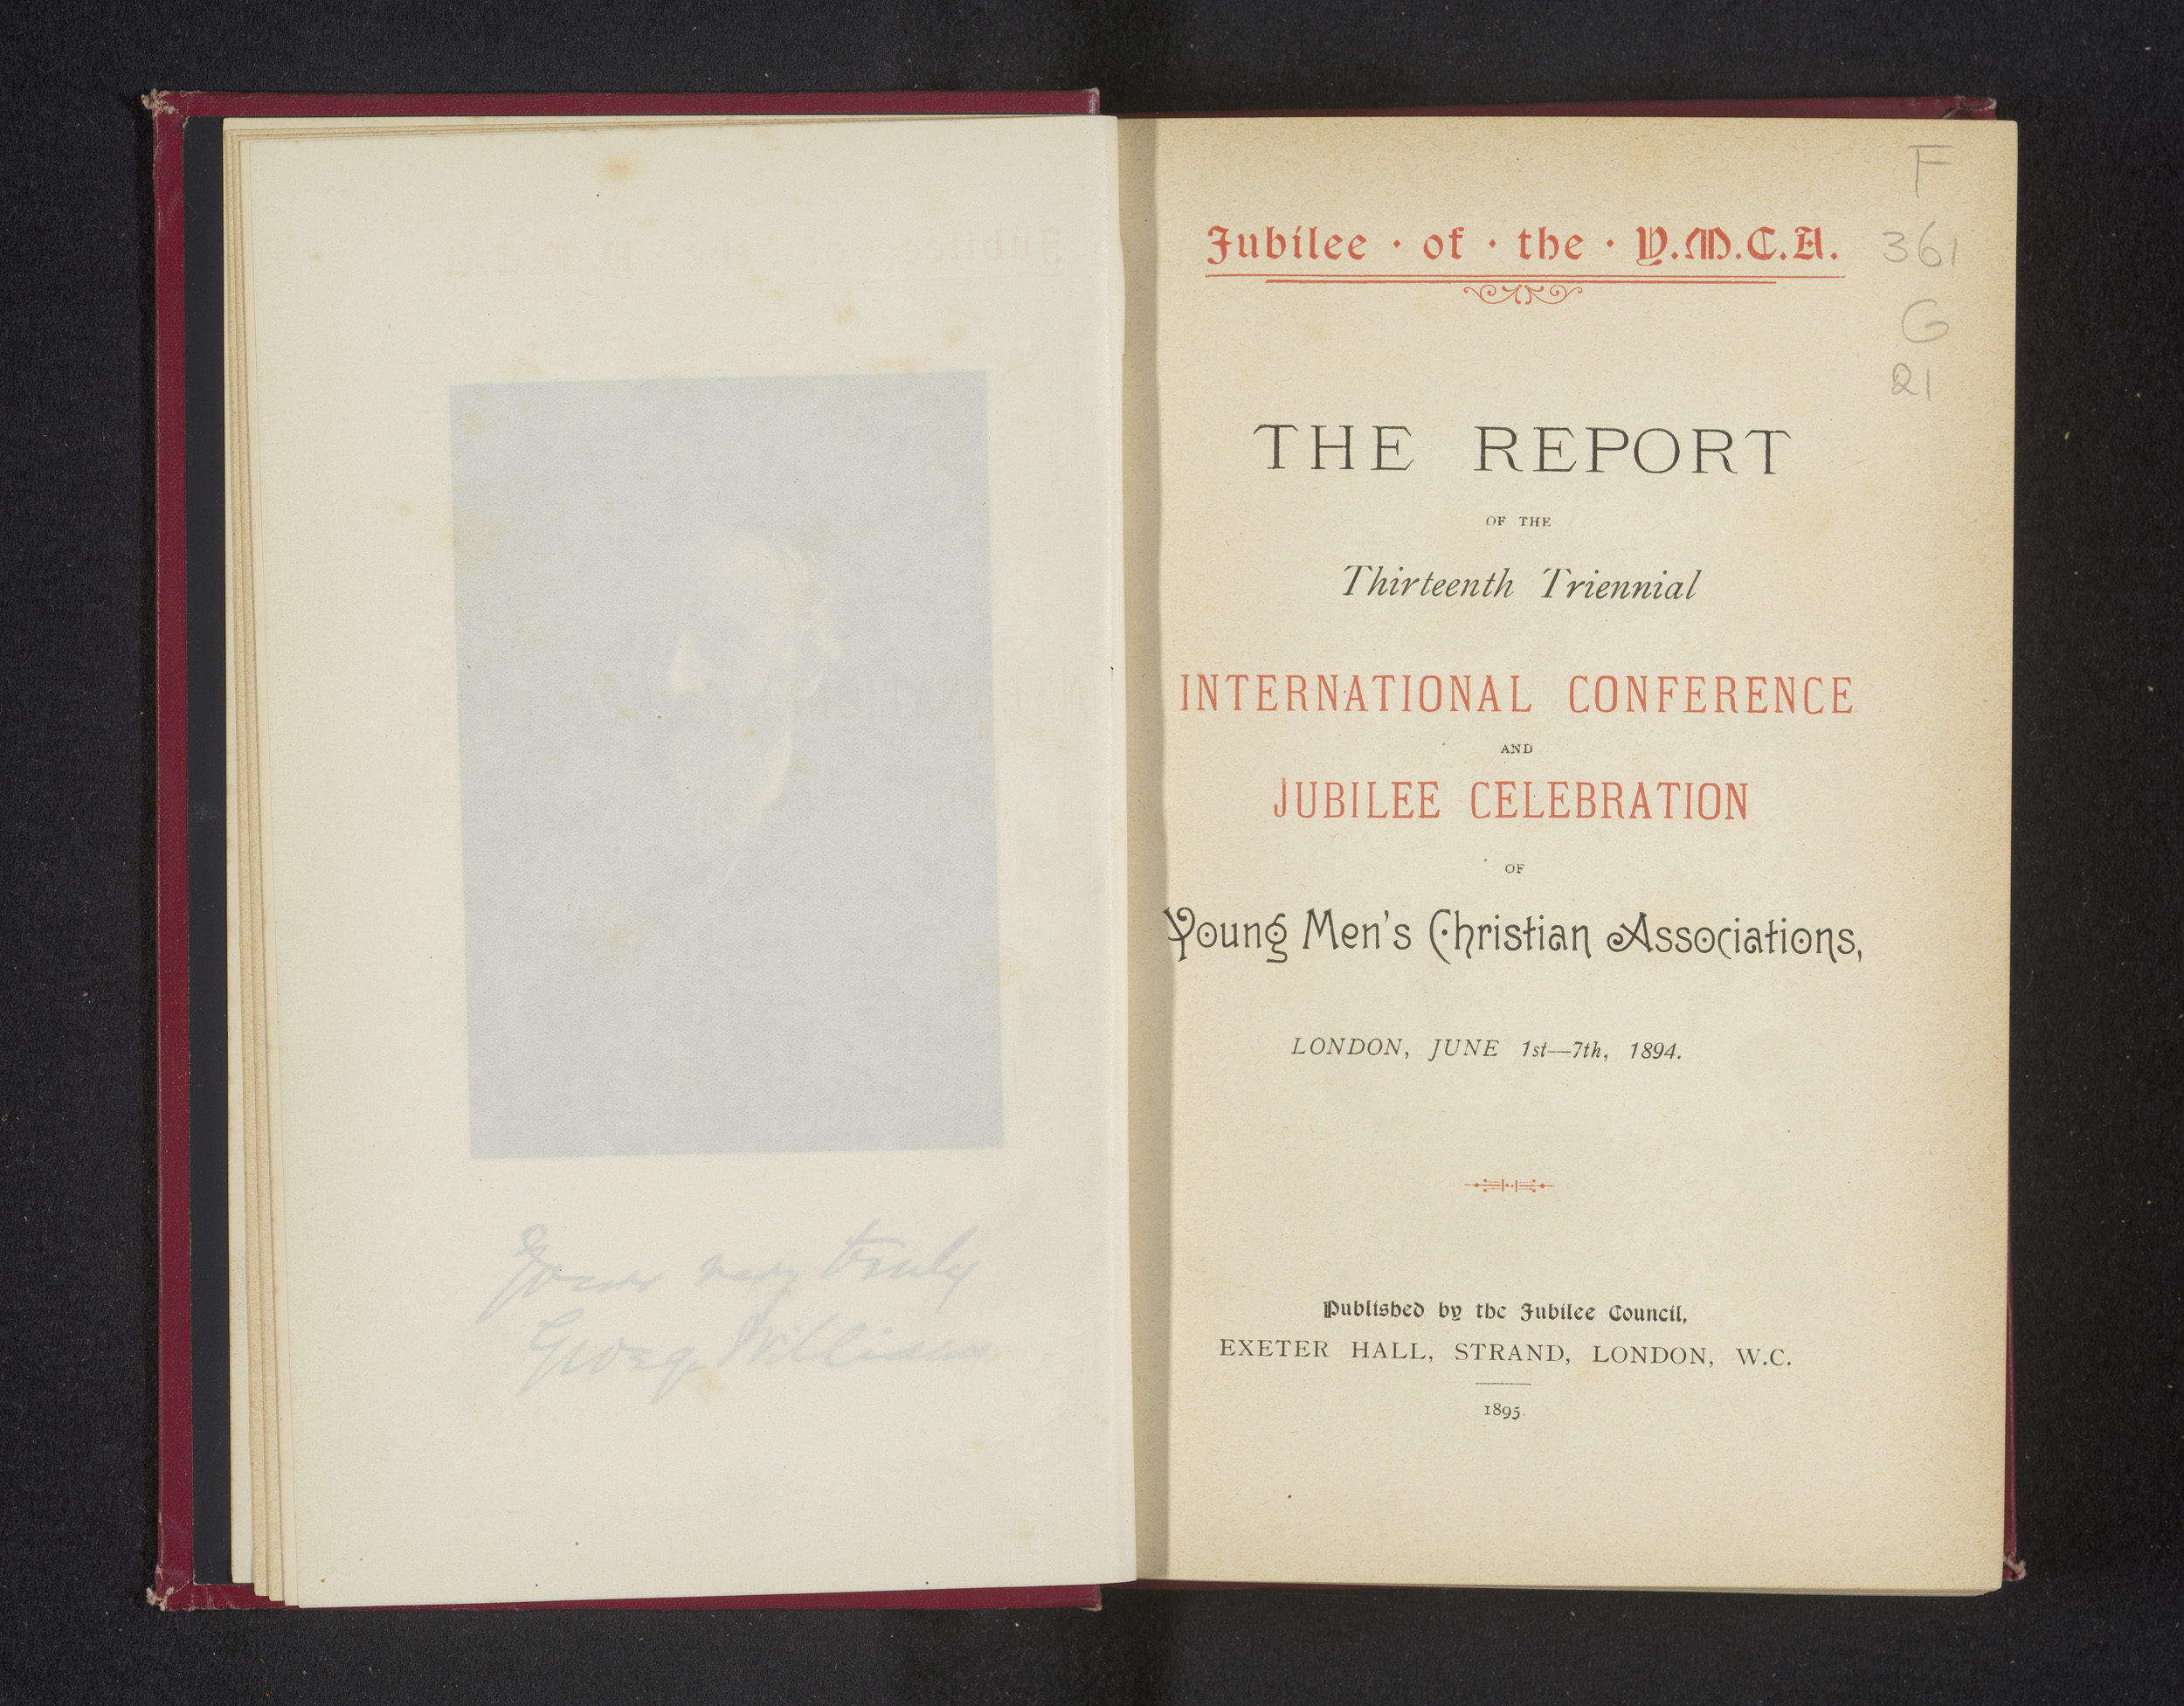 Yours very truly
George Williams
F
361
G
21
Jubilee · of · the · Y.M.C.A.
THE REPORT
OF THE
Thirteenth Triennial
INTERNATIONAL CONFERENCE
AND
JUBILEE CELEBRATION
OF
Young Men's Christian Associations,
LONDON, JUNE 1st—7th, 1894.
Published by the Jubilee Council,
EXETER HALL, STRAND, LONDON, W.C.
1895.